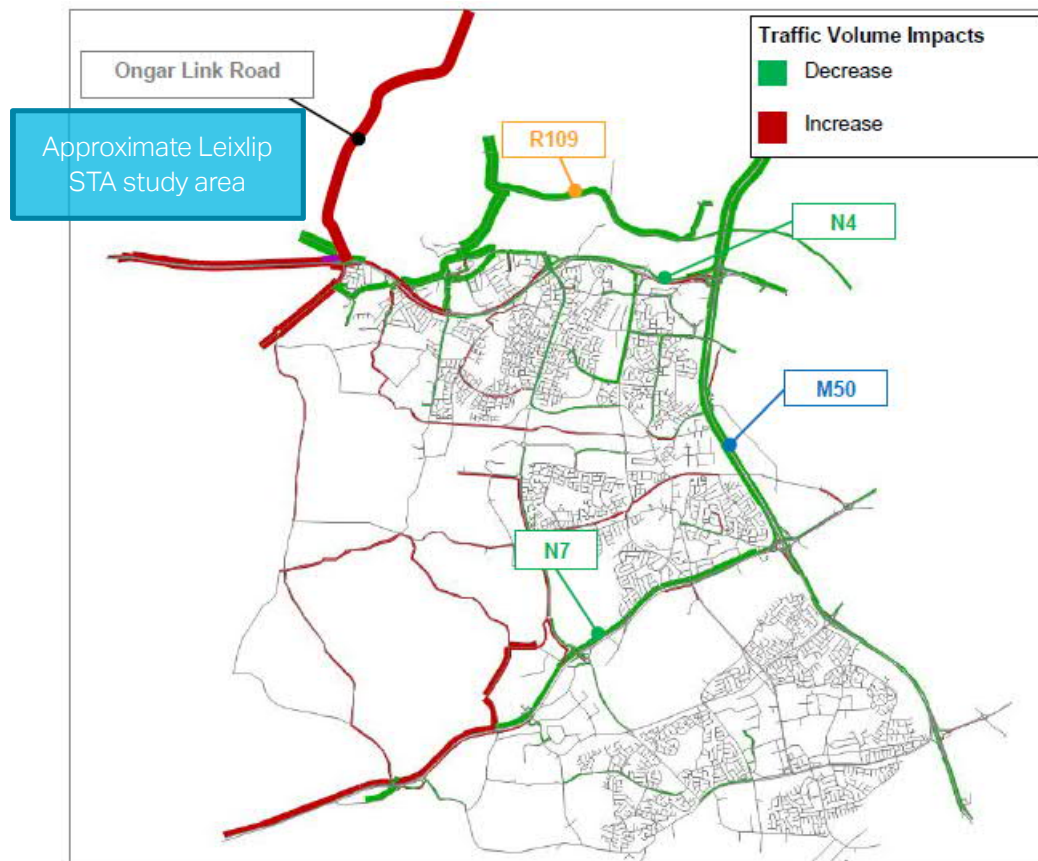 Traffic Volume Impacts
Decrease
Increase
Ongar Link Road
Approximate Leixlip
STA study area
R109
N4
M50
N7